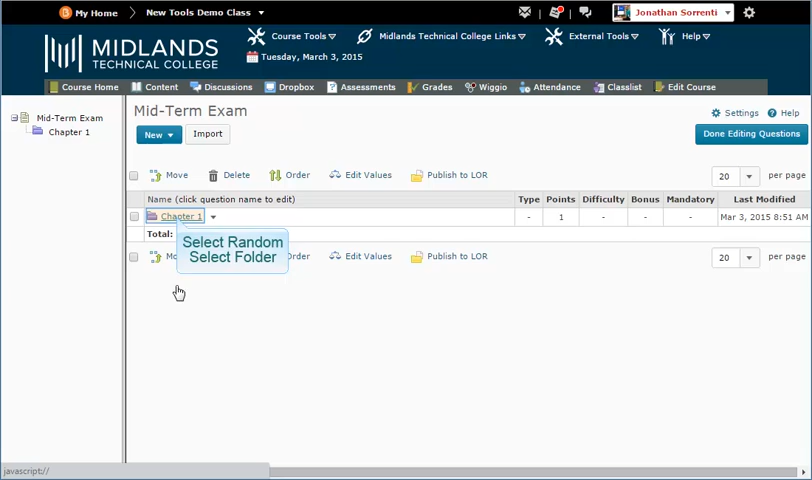 My Home
New Tools Demo Class
Jonathan Sorrenti
MIDLANDS
TECHNICAL COLLEGE
Course Tools
Midlands Technical College Links
External Tools
Help
Tuesday, March 3, 2015
Course Home
Content
Discussions
Dropbox
Assessments
Grades
Wiggio
Attendance
Classlist
Edit Course
Mid-Term Exam
Chapter 1
Mid-Term Exam
Settings
Help
New
Import
Done Editing Questions
Move
Delete
Order
Edit Values
Publish to LOR
20
per page
Name (click question name to edit)
Type
Points
Difficulty
Bonus
Mandatory
Last Modified
Chapter 1
-
1
-
-
-
Mar 3, 2015 8:51 AM
Total:
Select Random
Select Folder
Mo
Order
Edit Values
Publish to LOR
20
per page
javascript://